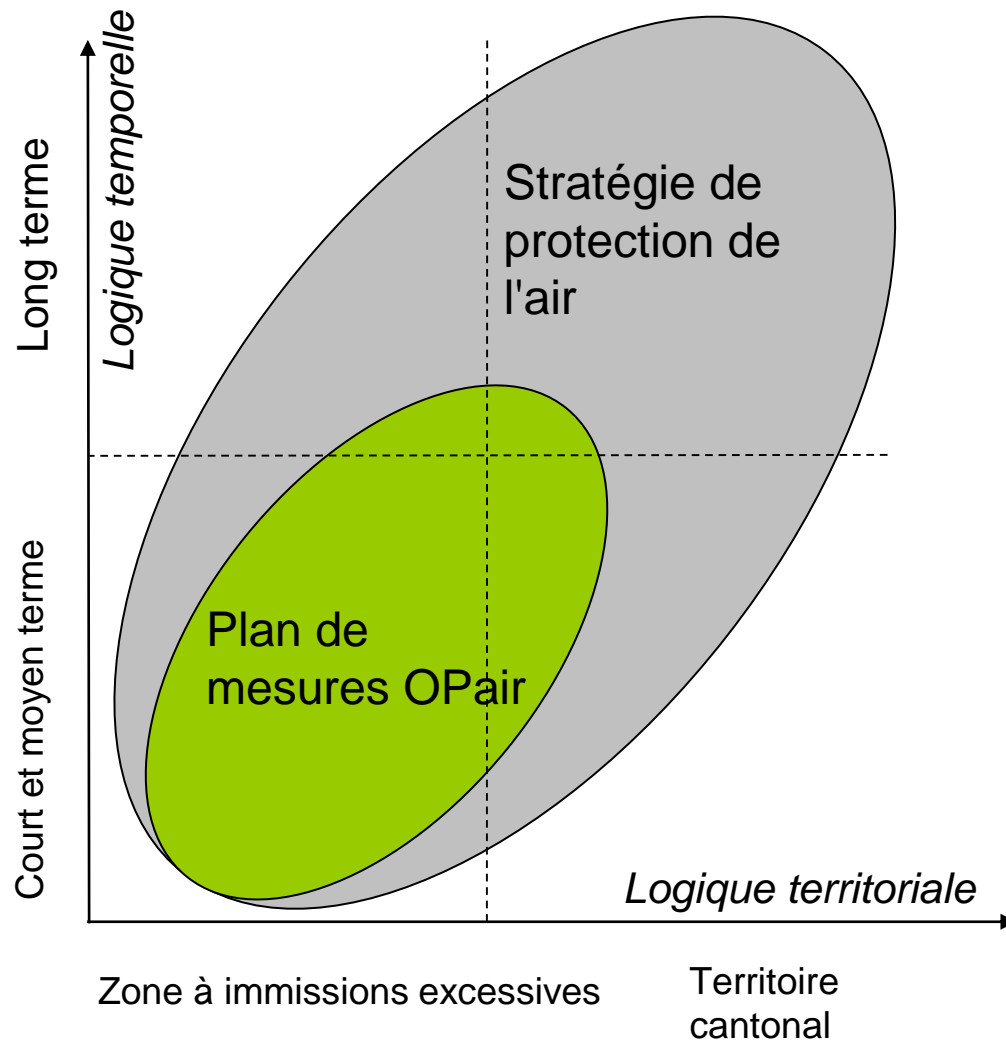 Logique temporelle
Long terme
Court et moyen terme
Stratégie de
protection de
l'air
Plan de
mesures OPair
Logique territoriale
Zone à immissions excessives
Territoire
cantonal